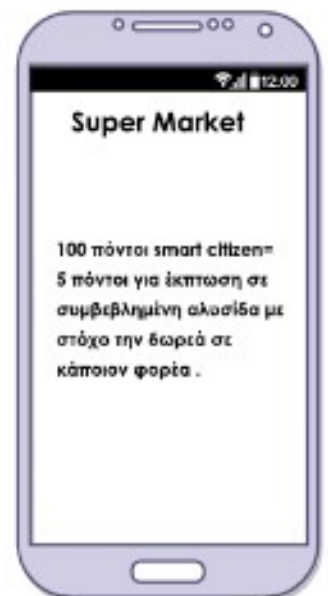 12.00
Super Market
100 πόντοι smart citizen=
5 πόντοι για έκπτωση σε
συμβεβλημένη αλυσίδα με
στόχο την δωρεά σε
κάποιον φορέα .